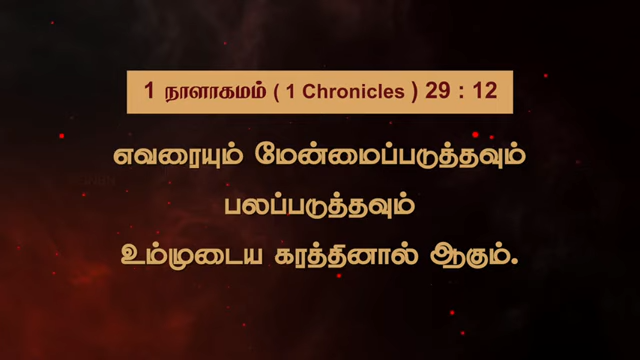 1 நாளாகமம் ( 1 Chronicles ) 29 : 12
எவரையும் மேன்மைப்படுத்தவும்
பலப்படுத்தவும்
உம்முடைய கரத்தினால் ஆகும்.